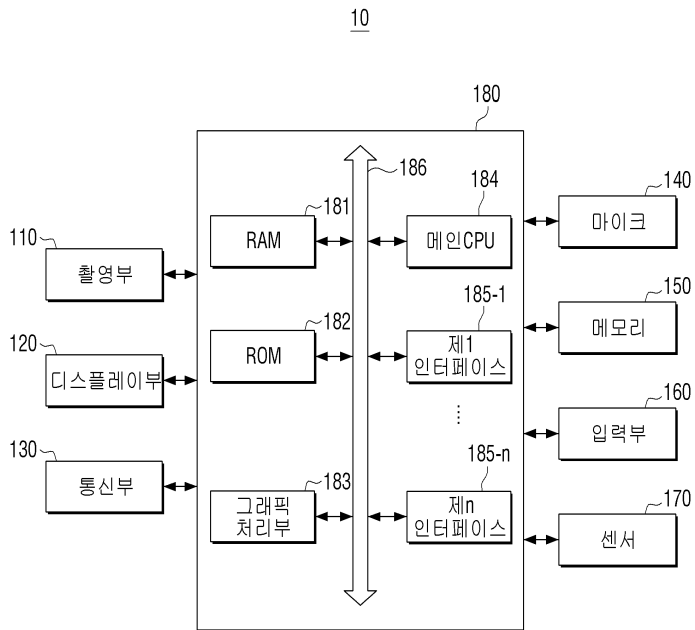 10
180
186
181
RAM
184
메인CPU
140
마이크
110
촬영부
182
ROM
185-1
제1
인터페이스
150
메모리
120
디스플레이부
160
입력부
130
통신부
183
그래픽
처리부
185-n
제n
인터페이스
170
센서